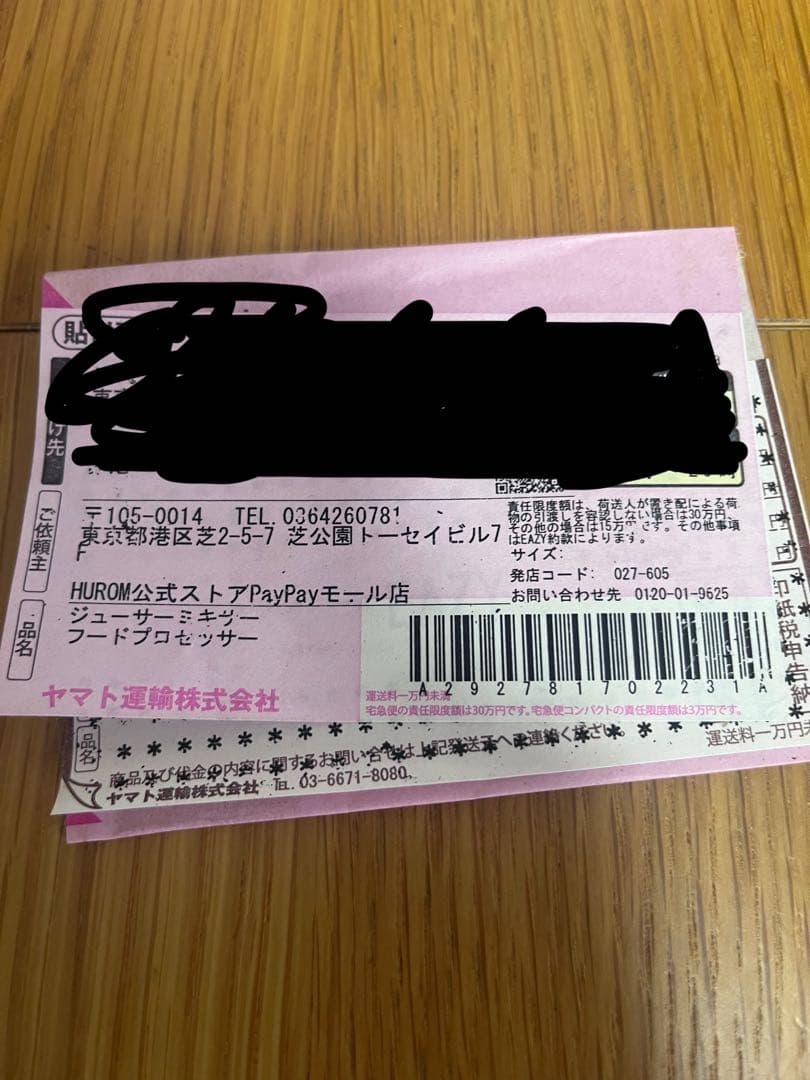 け先
ご依頼主
〒105-0014 TEL.0364260781
東京都港区芝2-5-7 芝公園トーセイビル7
F
HUROM公式ストアPayPayモール店
品名
ジューサーミキサー
フードプロセッサー
責任限度額は、荷送人が置き配による荷
物の引渡しを容認しない場合は30万円、
その他の場合は15万円です。その他事項
はEAZY約款によります。
サイズ:
発店コード: 027-605
お問い合わせ先 0120-01-9625
A292781702231A
ヤマト運輸株式会社
運送料一万円未満
宅急便の責任限度額は30万円です。宅急便コンパクトの責任限度額は3万円です。
印紙税申告納
品名
商品及び代金の内容に関するお問い合せは上記発送主へご連絡ください。
運送料一万円未
ヤマト運輸株式会社 TEL. 03-6671-8080